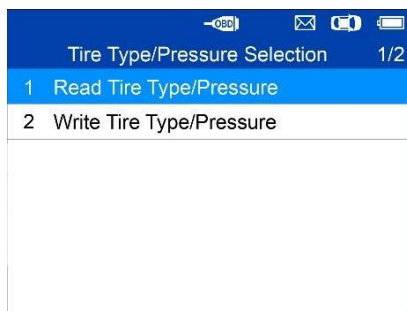 OBD
Tire Type/Pressure Selection 1/2
1 Read Tire Type/Pressure
2 Write Tire Type/Pressure